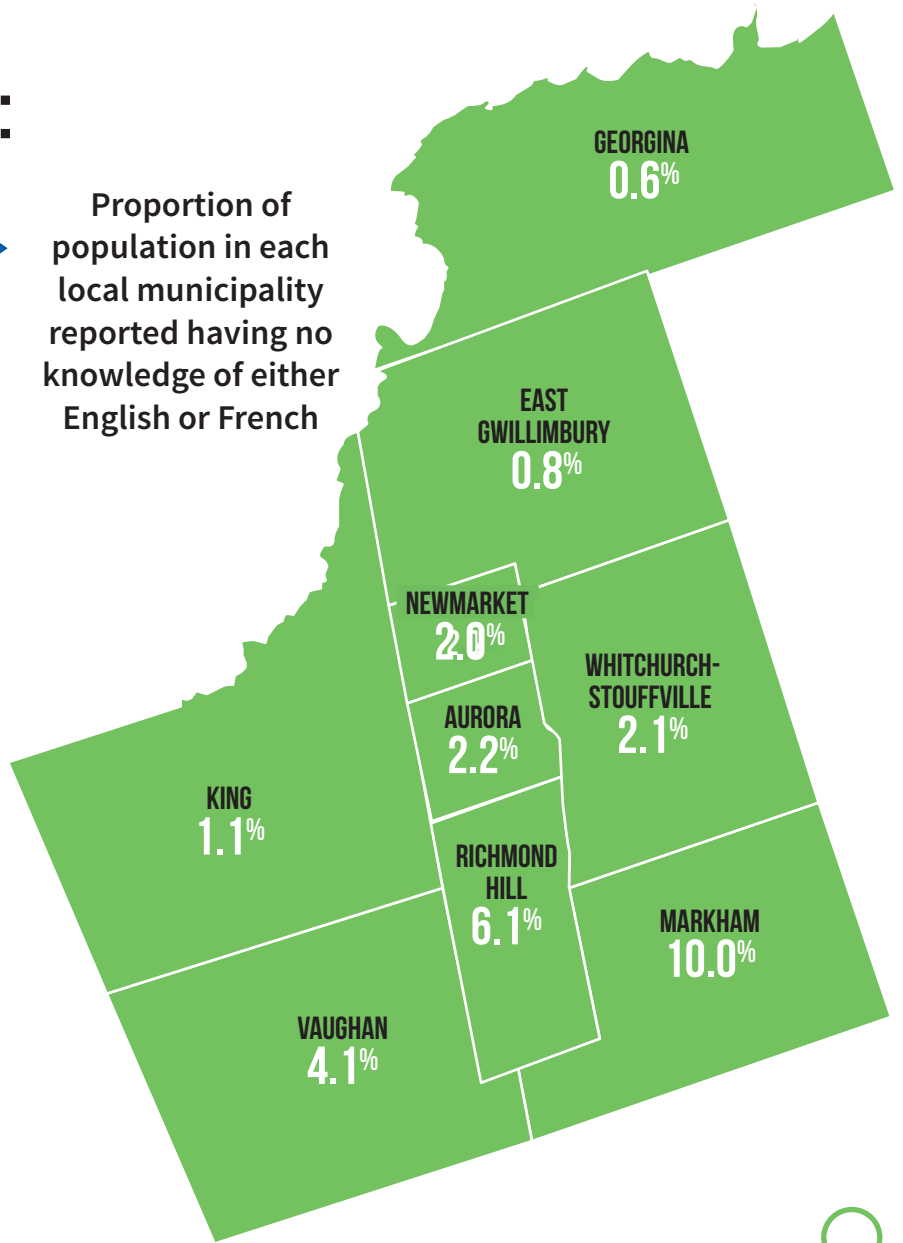 :
Proportion of
population in each
local municipality
reported having no
knowledge of either
English or French
GEORGINA
0.6%
EAST
GWILLIMBURY
0.8%
NEWMARKET
2.0%
WHITCHURCH-
STOUFFVILLE
2.1%
AURORA
2.2%
KING
1.1%
RICHMOND
HILL
6.1%
MARKHAM
10.0%
VAUGHAN
4.1%